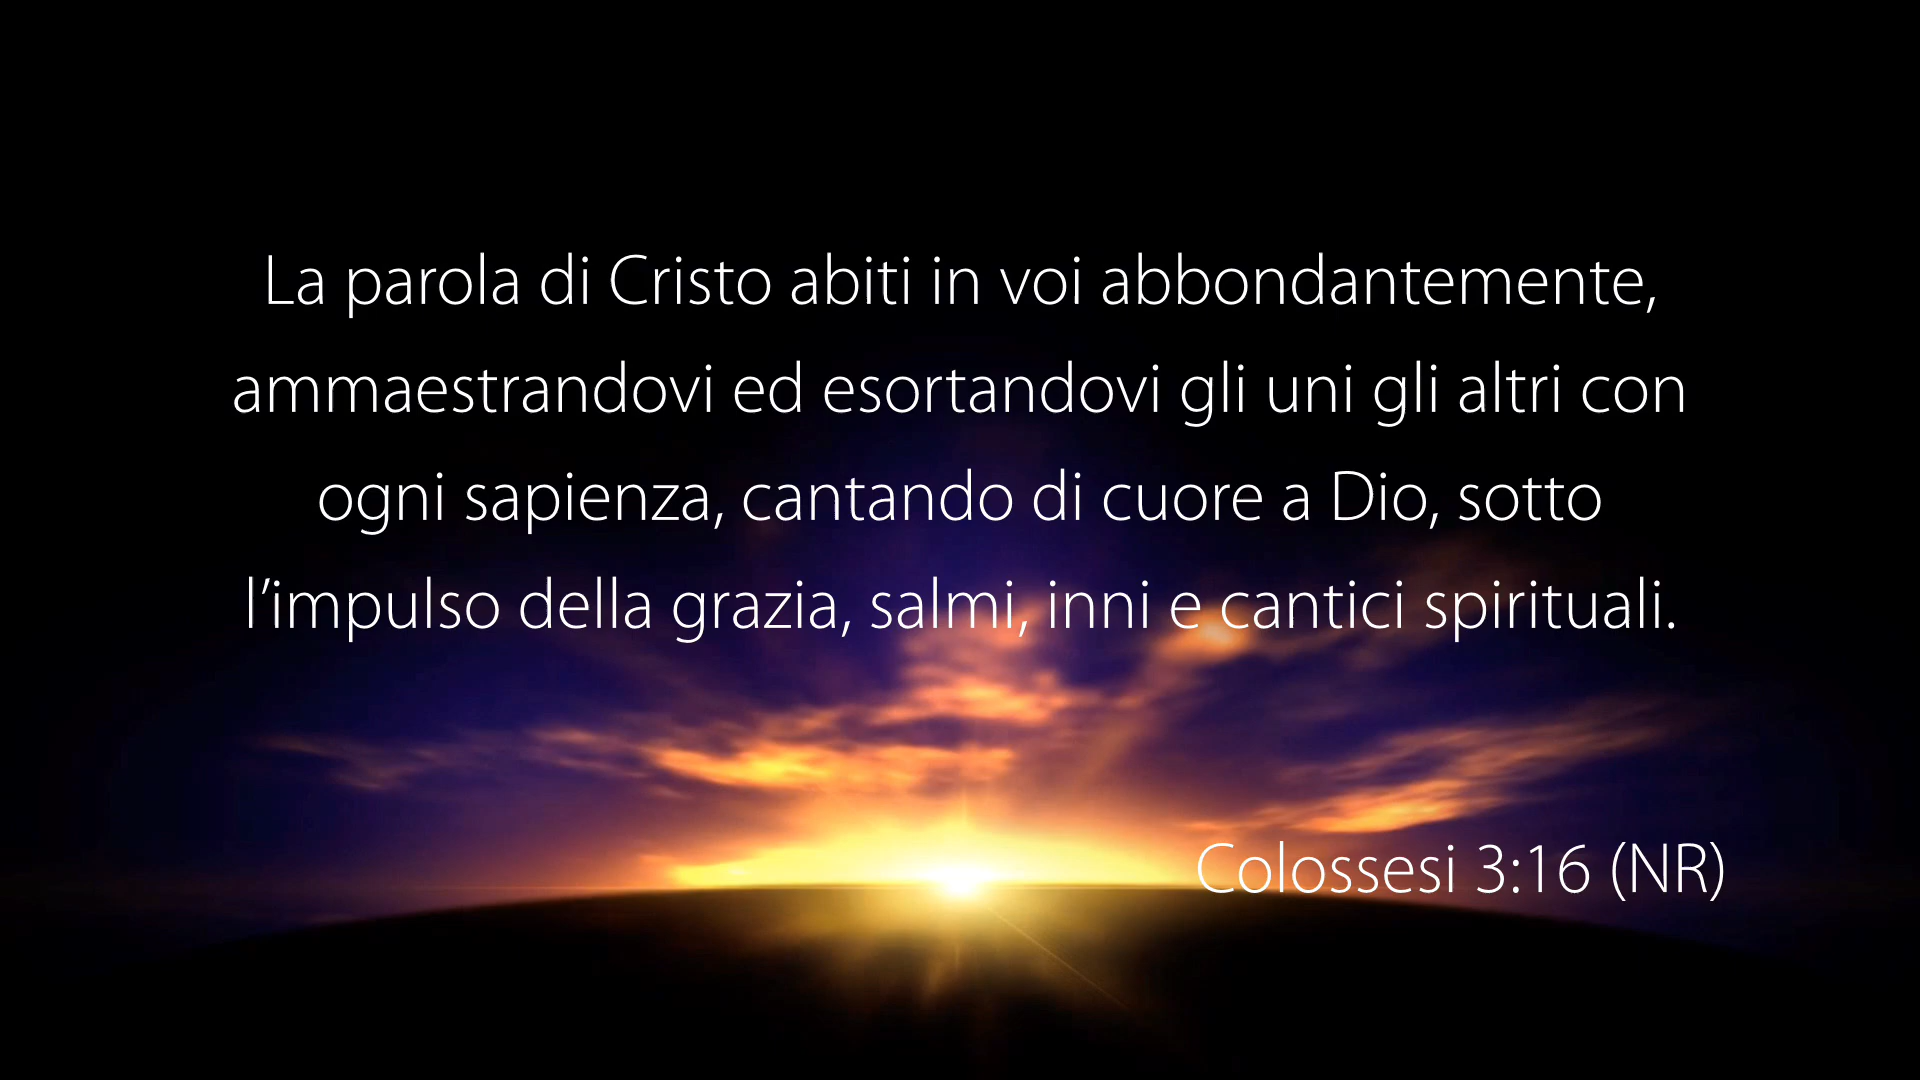 La parola di Cristo abiti in voi abbondantemente,
ammaestrandovi ed esortandovi gli uni gli altri con
ogni sapienza, cantando di cuore a Dio, sotto
l’impulso della grazia, salmi, inni e cantici spirituali.
Colossesi 3:16 (NR)